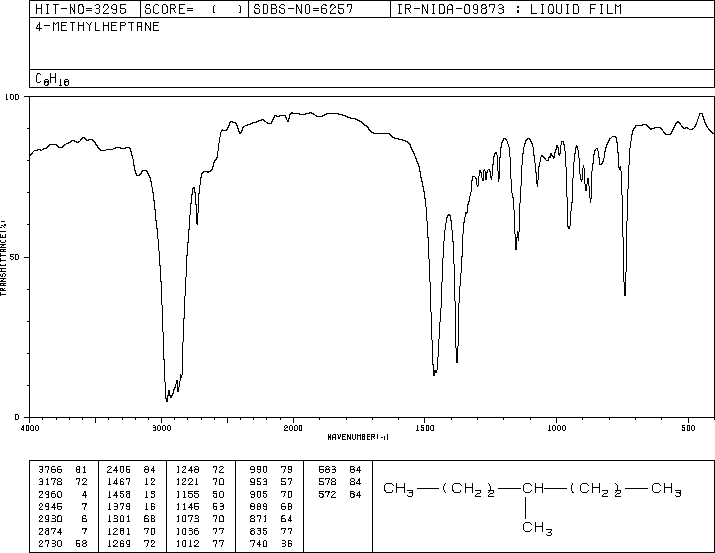 HIT-NO=3295 SCORE= ( ) SDBS-NO=6257 IR-NIDA-09873 : LIQUID FILM
4-METHYLHEPTANE
C8H18
100
50
0
TRANSMITTANCE(%)
4000 3000 2000 1500 1000 500
WAVENUMBER(-1)
3766 81 2406 84 1248 72 990 79 683 84
3178 72 1467 12 1221 70 953 57 578 84
2960 4 1458 13 1155 50 905 70 572 84
2945 7 1379 16 1145 53 889 68
2930 6 1301 68 1073 70 871 64
2874 7 1281 70 1036 77 835 77
2730 58 1269 72 1012 77 740 36
CH3—(CH2)2—CH—(CH2)2—CH3
CH3